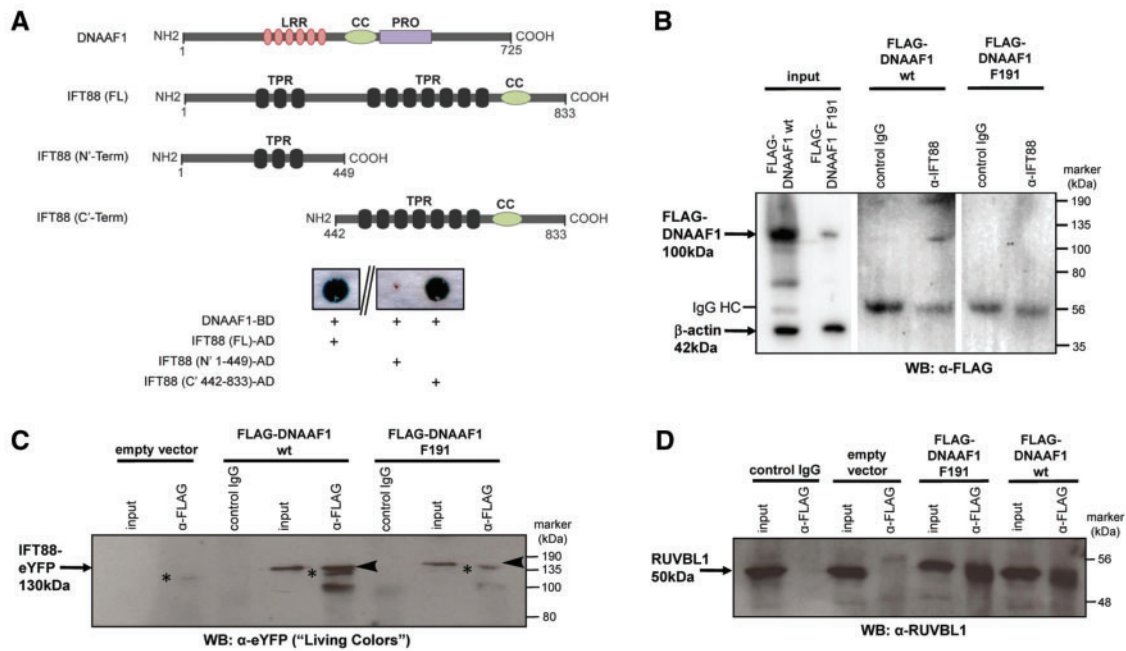 A
LRR CC PRO
DNAAF1 NH2 COOH
1 725
TPR TPR CC
IFT88 (FL) NH2 COOH
1 833
TPR
IFT88 (N'-Term) NH2 COOH
1 449
TPR CC
IFT88 (C'-Term) NH2 COOH
442 833
DNAAF1-BD + + +
IFT88 (FL)-AD +
IFT88 (N' 1-449)-AD +
IFT88 (C' 442-833)-AD +
B
input
FLAG-
DNAAF1
wt
FLAG-
DNAAF1
F191
FLAG-
DNAAF1 wt
FLAG-
DNAAF1 F191
control IgG
α-IFT88
control IgG
α-IFT88
marker
(kDa)
190
135
100
80
56
35
FLAG-
DNAAF1
100kDa
IgG HC
β-actin
42kDa
WB: α-FLAG
C
empty vector
FLAG-DNAAF1
wt
FLAG-DNAAF1
F191
input
α-FLAG
control IgG
input
α-FLAG
control IgG
input
α-FLAG
marker
(kDa)
190
135
100
80
IFT88-
eYFP
130kDa
* * *
WB: α-eYFP ("Living Colors")
D
control IgG
empty
vector
FLAG-
DNAAF1
F191
FLAG-
DNAAF1
wt
input
α-FLAG
input
α-FLAG
input
α-FLAG
input
α-FLAG
marker
(kDa)
56
48
RUVBL1
50kDa
WB: α-RUVBL1